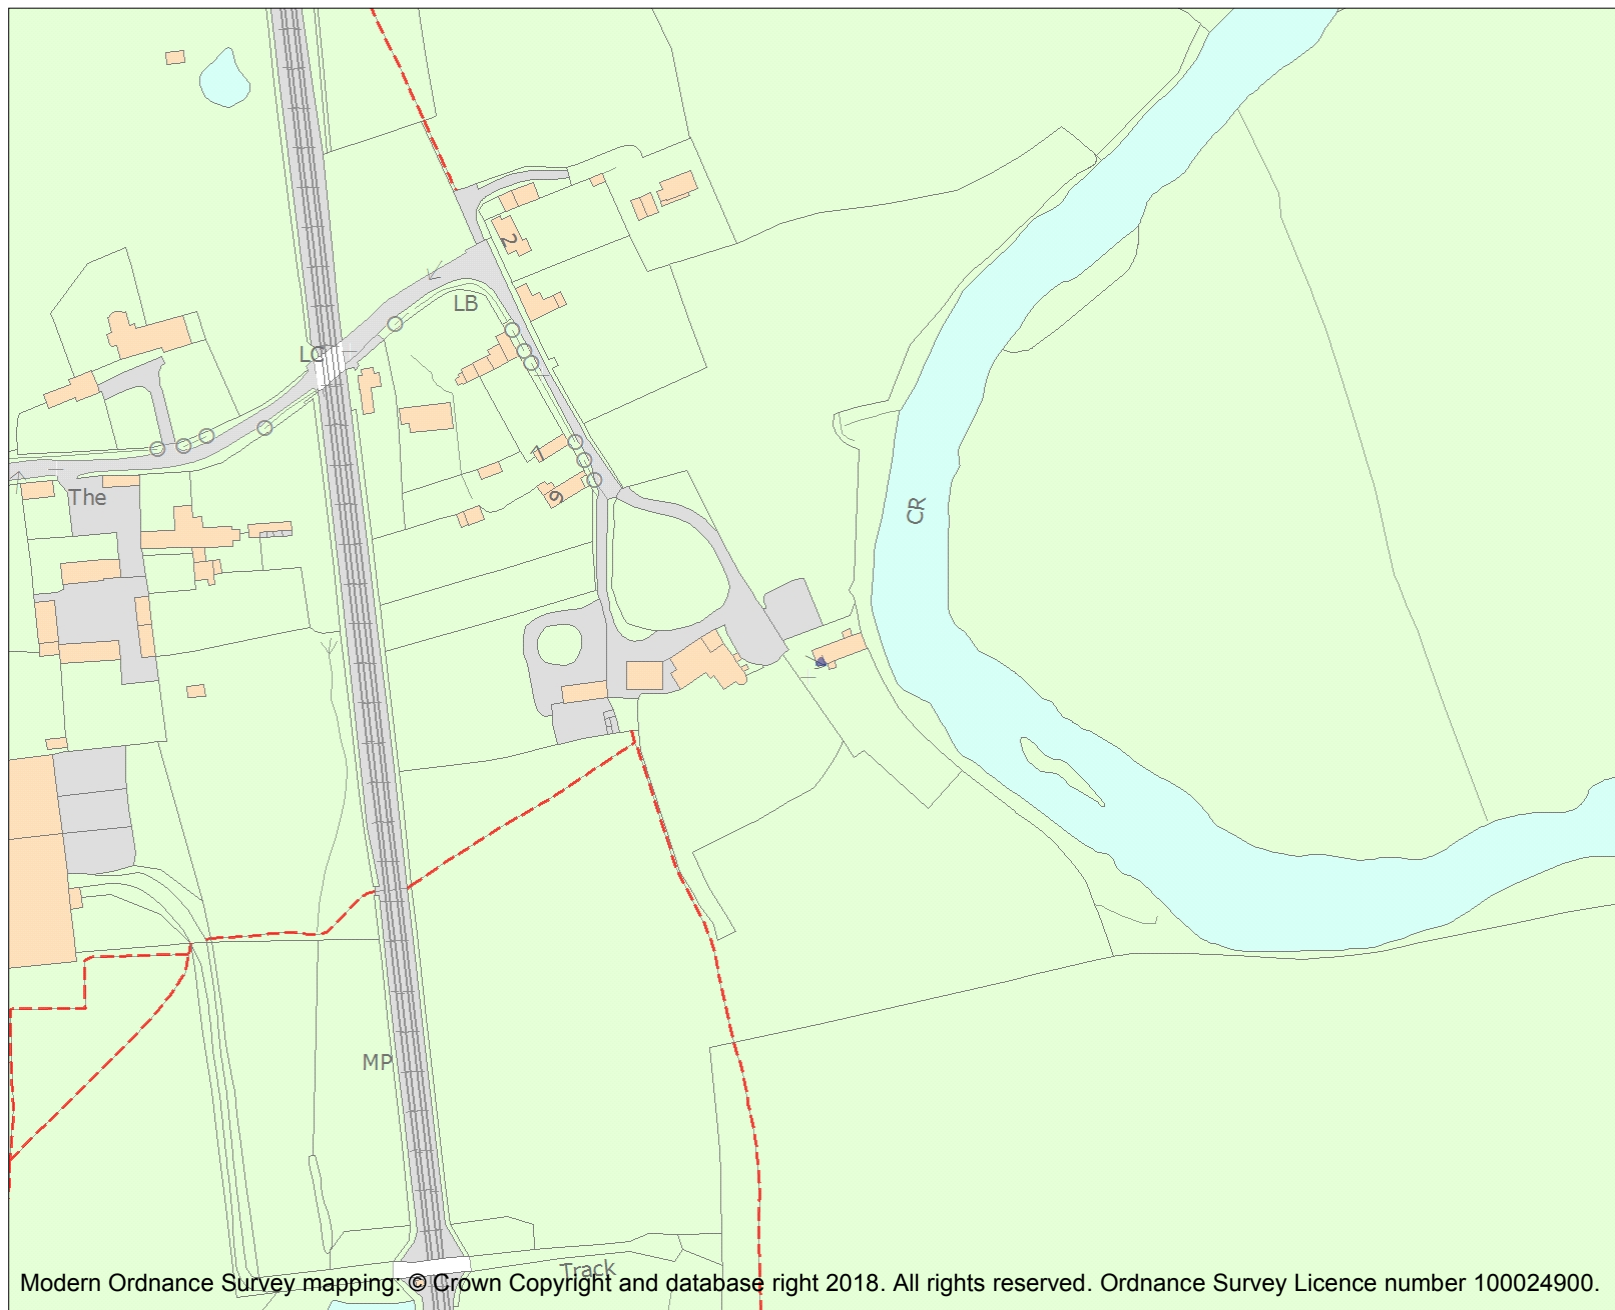 2
LB
LC
1
6
The
CR
MP
Track
Modern Ordnance Survey mapping: © Crown Copyright and database right 2018. All rights reserved. Ordnance Survey Licence number 100024900.